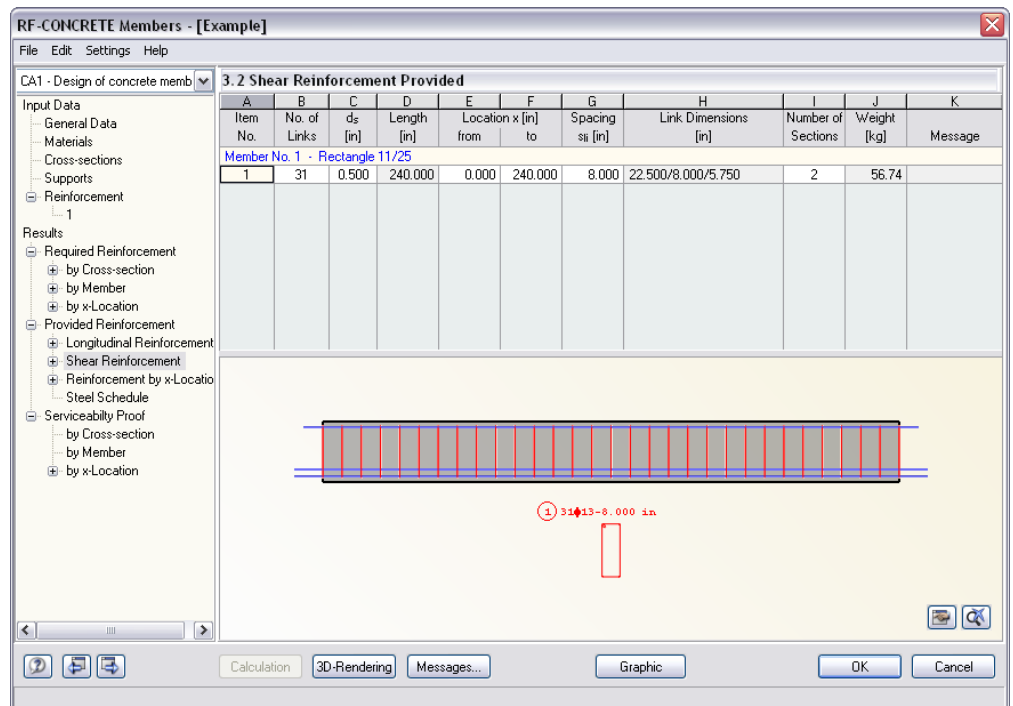 RF-CONCRETE Members - [Example]
File Edit Settings Help
CA1 - Design of concrete memb
Input Data
General Data
Materials
Cross-sections
Supports
Reinforcement
1
Results
Required Reinforcement
by Cross-section
by Member
by x-Location
Provided Reinforcement
Longitudinal Reinforcement
Shear Reinforcement
Reinforcement by x-Locatio
Steel Schedule
Serviceabilty Proof
by Cross-section
by Member
by x-Location
3.2 Shear Reinforcement Provided
A B C D E F G H I J K
Item No. of ds Length Location x [in] Spacing Link Dimensions Number of Weight
No. Links [in] [in] from to sli [in] [in] Sections [kg] Message
Member No. 1 - Rectangle 11/25
1 31 0.500 240.000 0.000 240.000 8.000 22.500/8.000/5.750 2 56.74
1 31ϕ13-8.000 in
Calculation 3D-Rendering Messages... Graphic OK Cancel